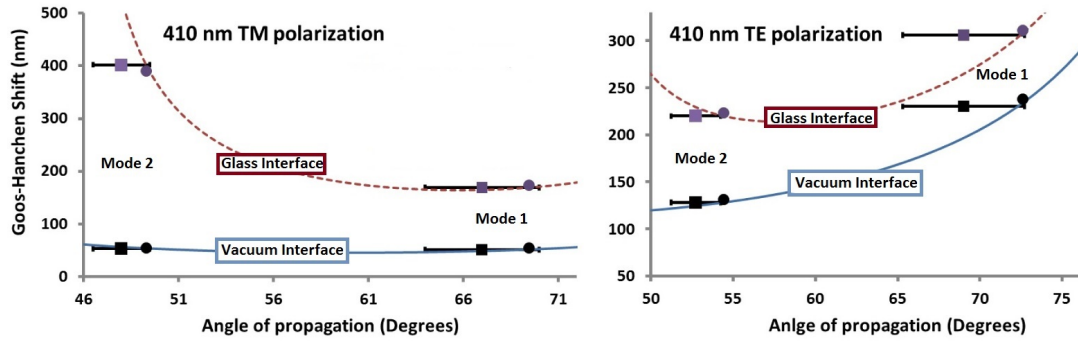 410 nm TM polarization
Goos-Hanchen Shift (nm)
500
400
300
200
100
0
Mode 2
Glass Interface
Mode 1
Vacuum Interface
46
51
56
61
66
71
Angle of propagation (Degrees)
410 nm TE polarization
300
250
200
150
100
50
Mode 1
Glass Interface
Mode 2
Vacuum Interface
50
55
60
65
70
75
Anlge of propagation (Degrees)